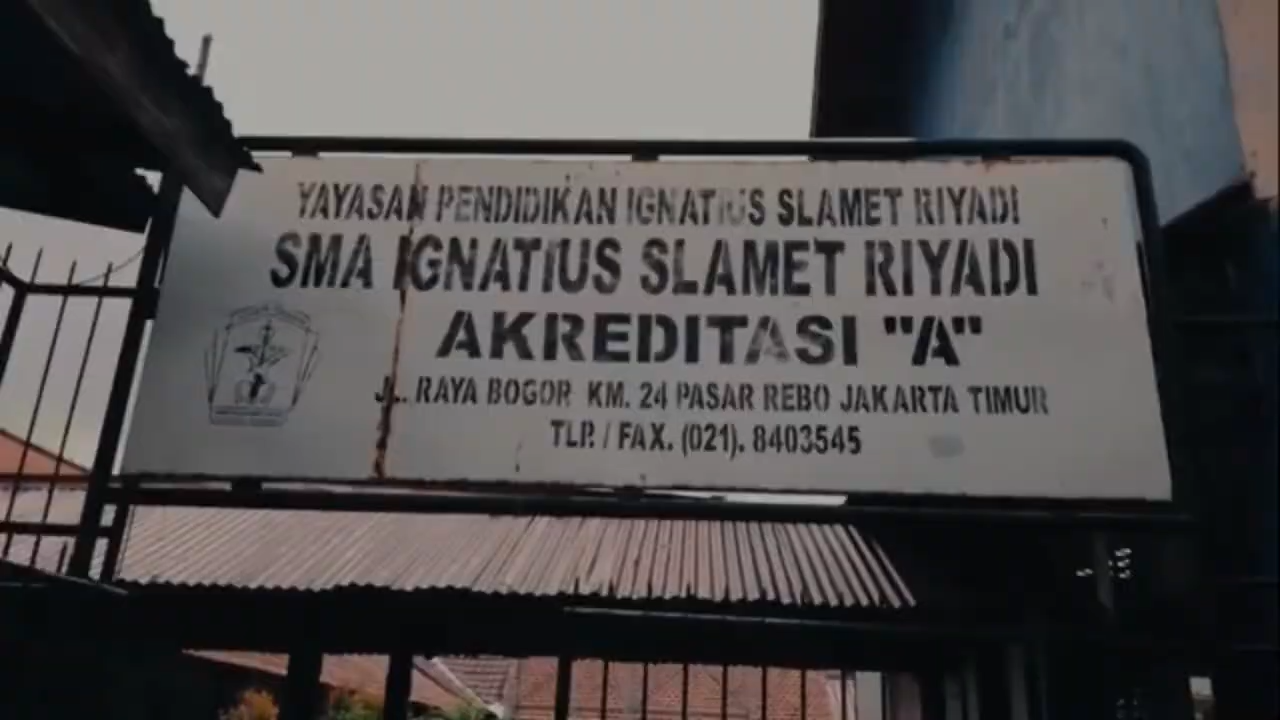 YAYASAN PENDIDIKAN IGNATIUS SLAMET RIYADI
SMA IGNATIUS SLAMET RIYADI
AKREDITASI "A"
JL. RAYA BOGOR KM. 24 PASAR REBO JAKARTA TIMUR
TLP. / FAX. (021). 8403545